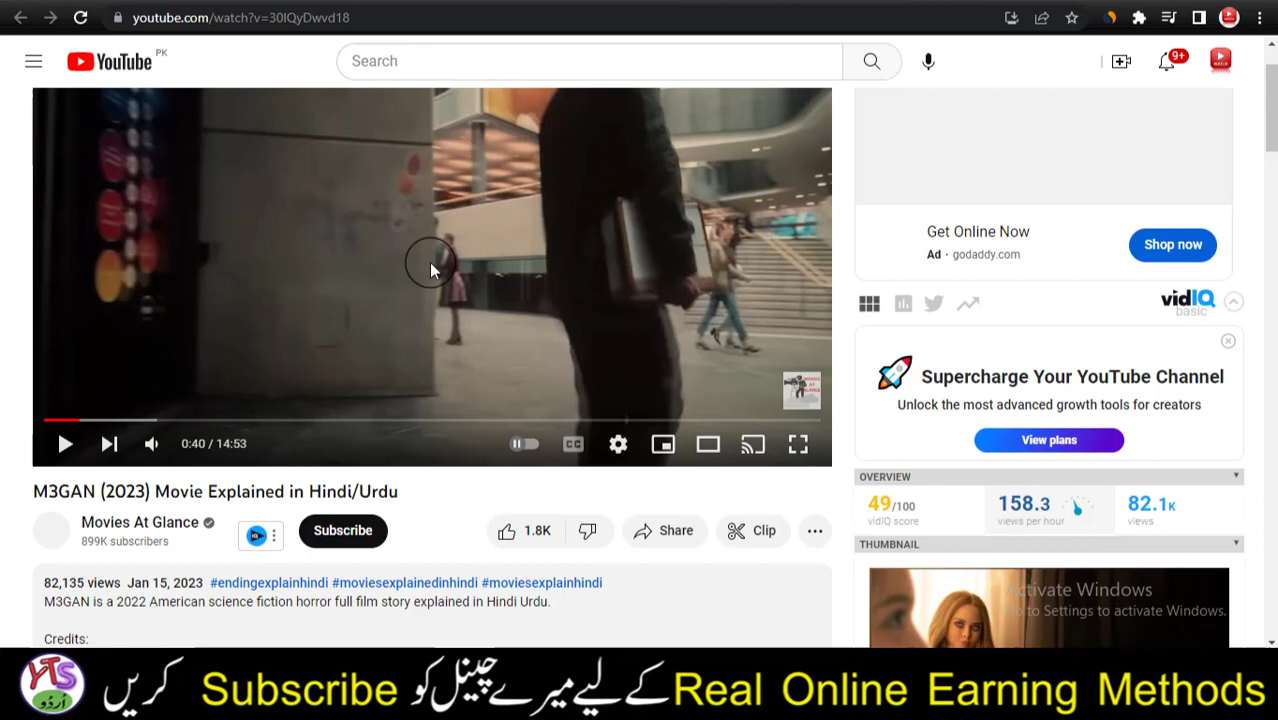 youtube.com/watch?v=30IQyDwvd18
YouTube PK
Search
9+
Get Online Now
Ad · godaddy.com
Shop now
vidIQ
basic
Supercharge Your YouTube Channel
Unlock the most advanced growth tools for creators
View plans
0:40 / 14:53
CC
M3GAN (2023) Movie Explained in Hindi/Urdu
Movies At Glance
899K subscribers
Subscribe
1.8K
Share
Clip
OVERVIEW
49/100
vidIQ score
158.3
views per hour
82.1K
views
THUMBNAIL
82,135 views Jan 15, 2023 #endingexplainhindi #moviesexplainedinhindi #moviesexplainhindi
M3GAN is a 2022 American science fiction horror full film story explained in Hindi Urdu.
Credits:
Activate Windows
Go to Settings to activate Windows.
YTS
اردو
Real Online Earning Methods کے لیے میرے چینل کو Subscribe کریں